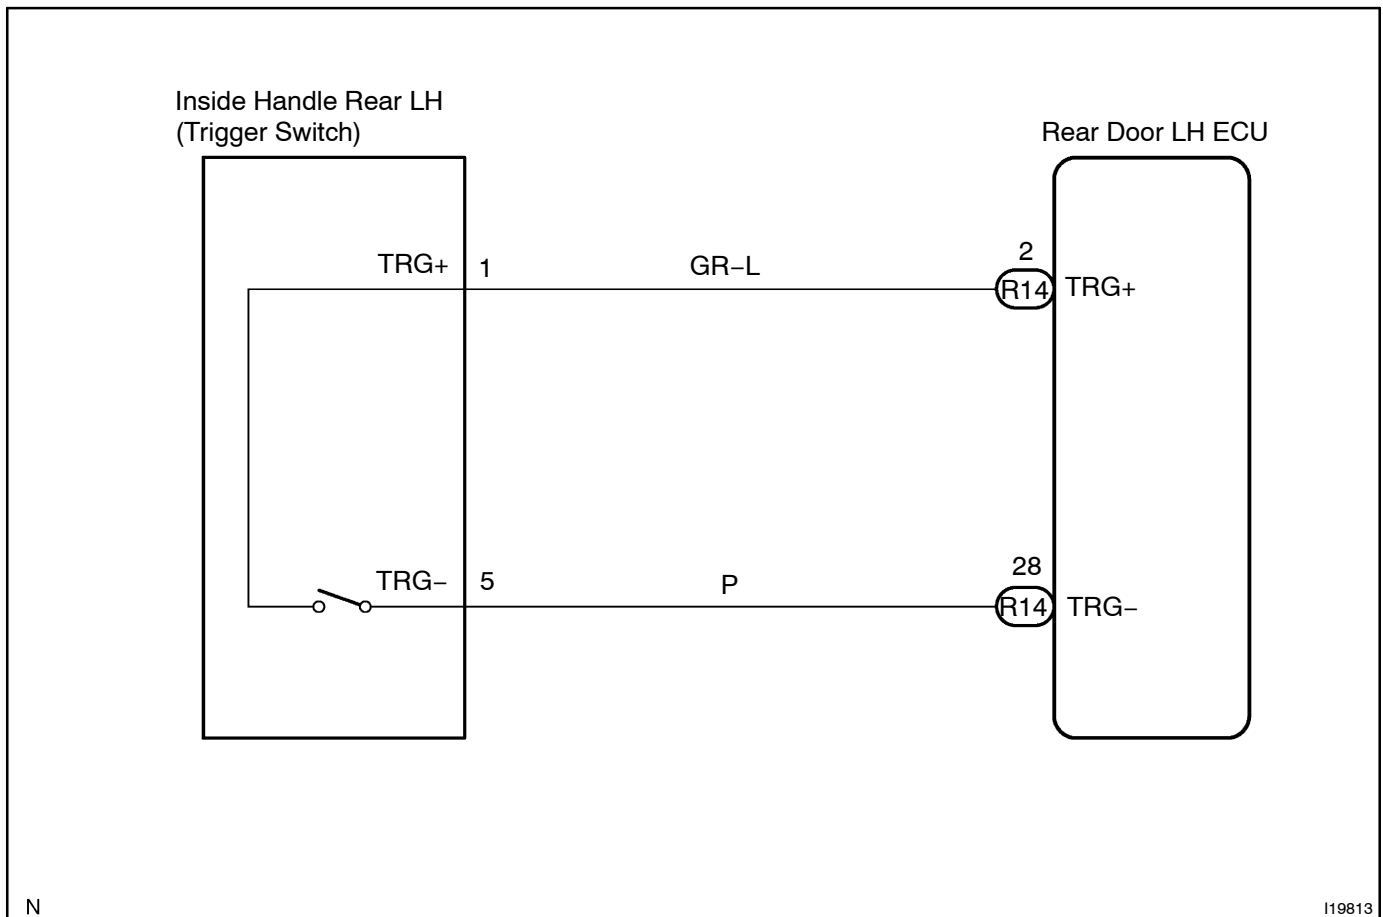 Inside Handle Rear LH
(Trigger Switch)
Rear Door LH ECU
TRG+
1
GR−L
2
R14
TRG+
TRG−
5
P
28
R14
TRG−
N
I19813